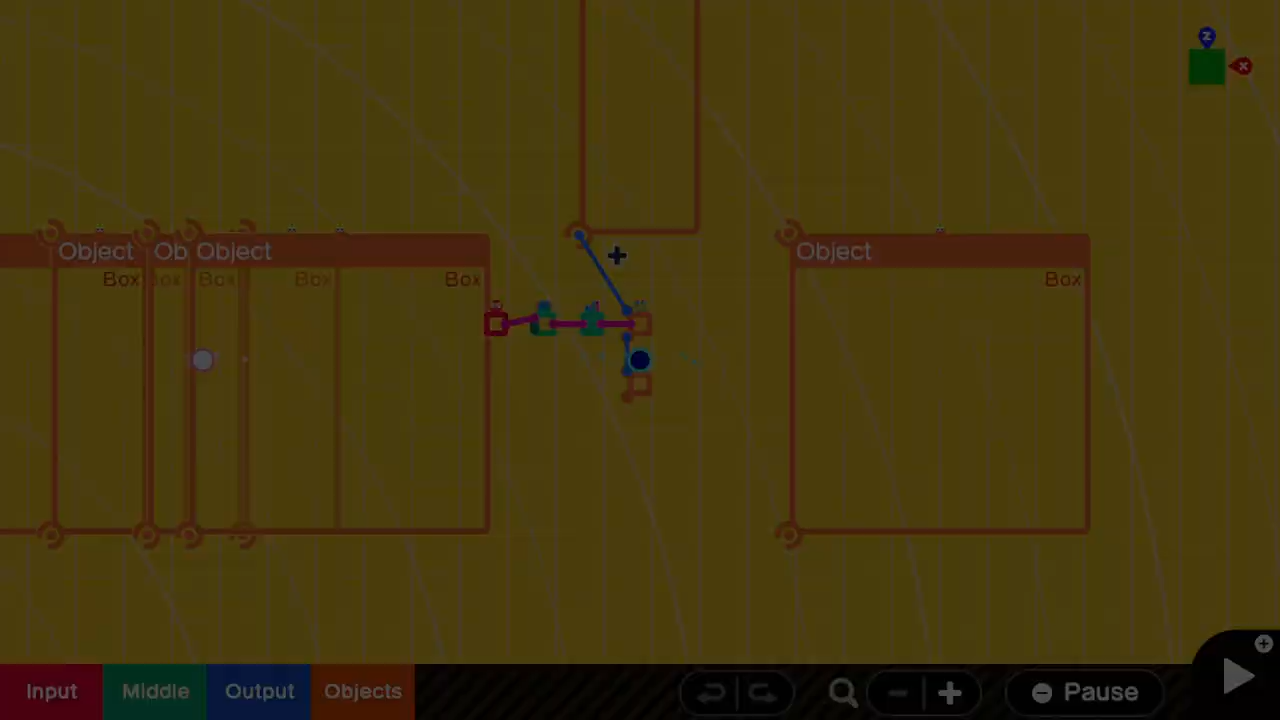 Z
X
Object Ob Object Object
Box Box Box Box Box Box
Input Middle Output Objects Pause